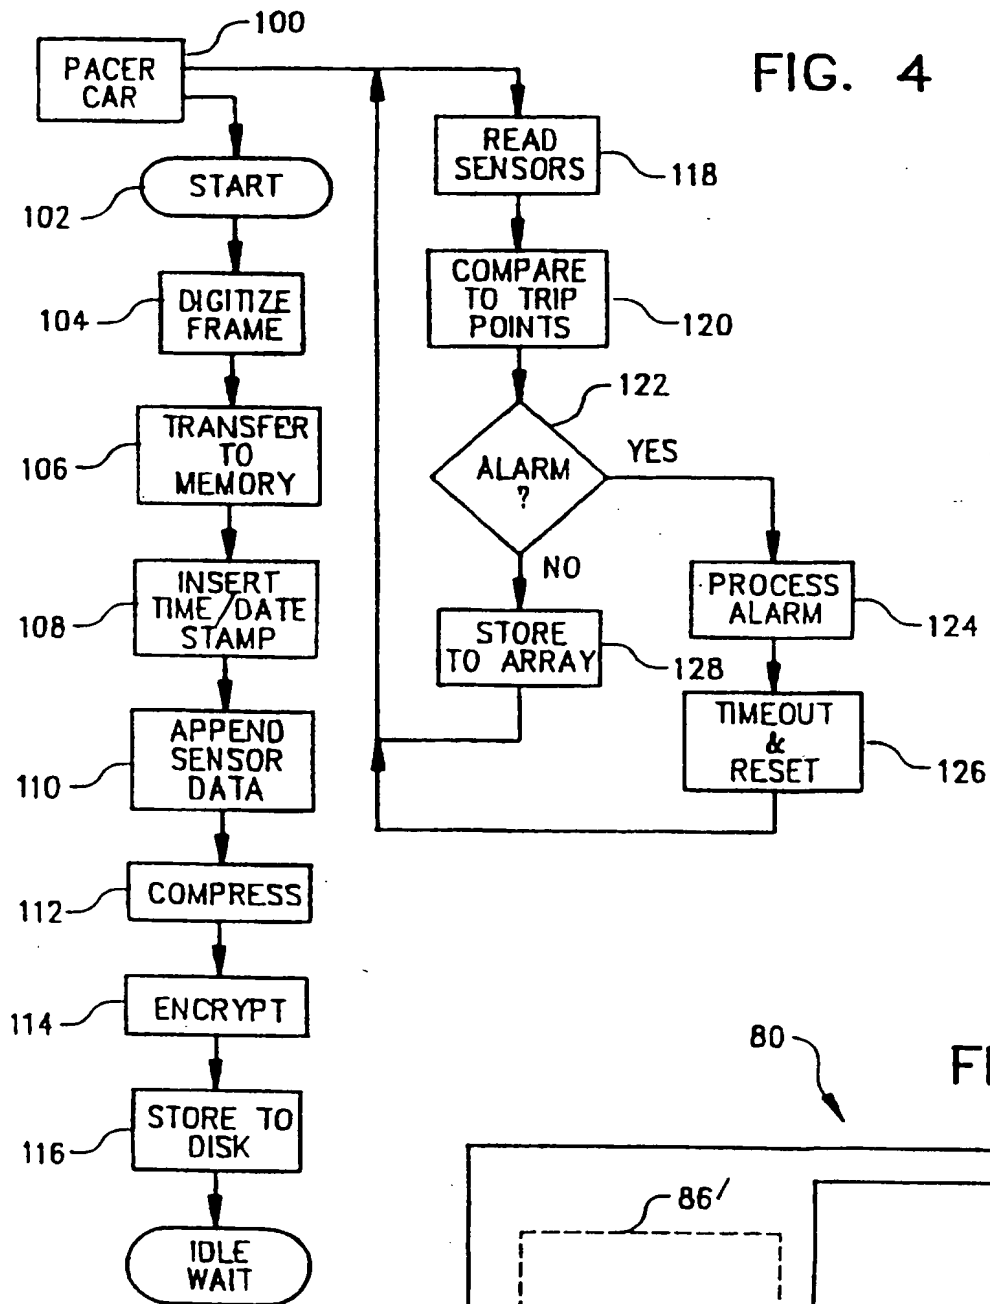 FIG. 4
100
PACER
CAR
START
102
DIGITIZE
FRAME
104
TRANSFER
TO
MEMORY
106
INSERT
TIME/DATE
STAMP
108
APPEND
SENSOR
DATA
110
COMPRESS
112
ENCRYPT
114
STORE TO
DISK
116
IDLE
WAIT
READ
SENSORS
118
COMPARE
TO TRIP
POINTS
120
122
ALARM
?
YES
NO
PROCESS
ALARM
124
STORE
TO ARRAY
128
TIMEOUT
&
RESET
126
80
86'